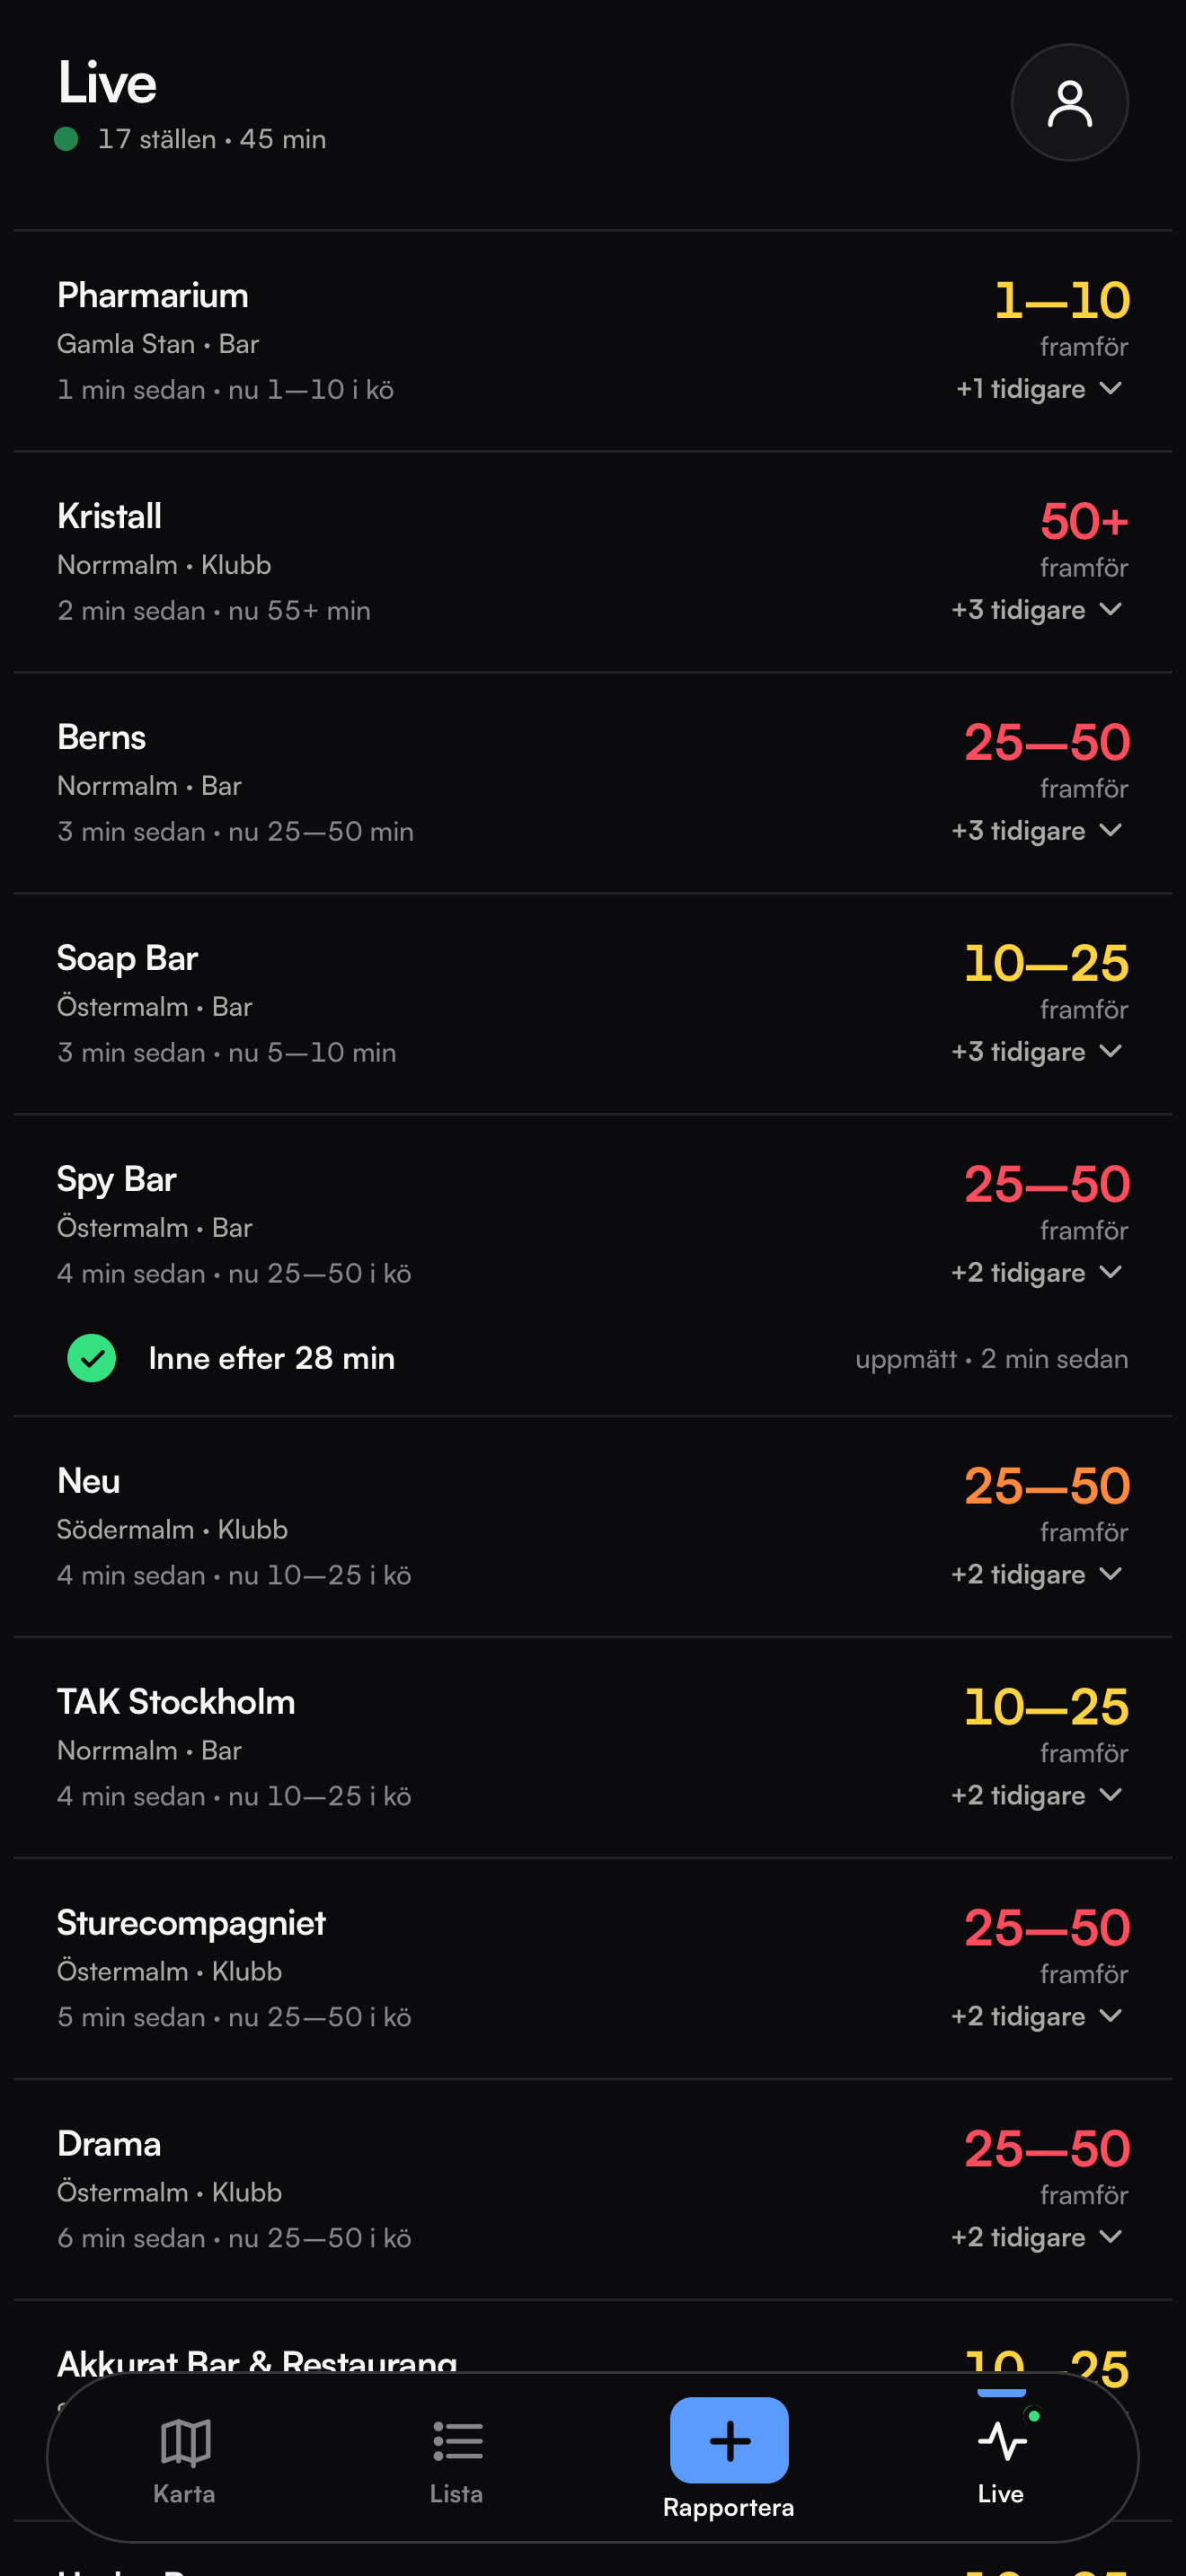 Live
17 ställen · 45 min
Pharmarium
1—10
Gamla Stan · Bar
framför
1 min sedan · nu 1—10 i kö
+1 tidigare
Kristall
50+
Norrmalm · Klubb
framför
2 min sedan · nu 55+ min
+3 tidigare
Berns
25—50
Norrmalm · Bar
framför
3 min sedan · nu 25—50 min
+3 tidigare
Soap Bar
10—25
Östermalm · Bar
framför
3 min sedan · nu 5—10 min
+3 tidigare
Spy Bar
25—50
Östermalm · Bar
framför
4 min sedan · nu 25—50 i kö
+2 tidigare
Inne efter 28 min
uppmätt · 2 min sedan
Neu
25—50
Södermalm · Klubb
framför
4 min sedan · nu 10—25 i kö
+2 tidigare
TAK Stockholm
10—25
Norrmalm · Bar
framför
4 min sedan · nu 10—25 i kö
+2 tidigare
Sturecompagniet
25—50
Östermalm · Klubb
framför
5 min sedan · nu 25—50 i kö
+2 tidigare
Drama
25—50
Östermalm · Klubb
framför
6 min sedan · nu 25—50 i kö
+2 tidigare
Akkurat Bar & Restaurang
10—25
Karta
Lista
Rapportera
Live